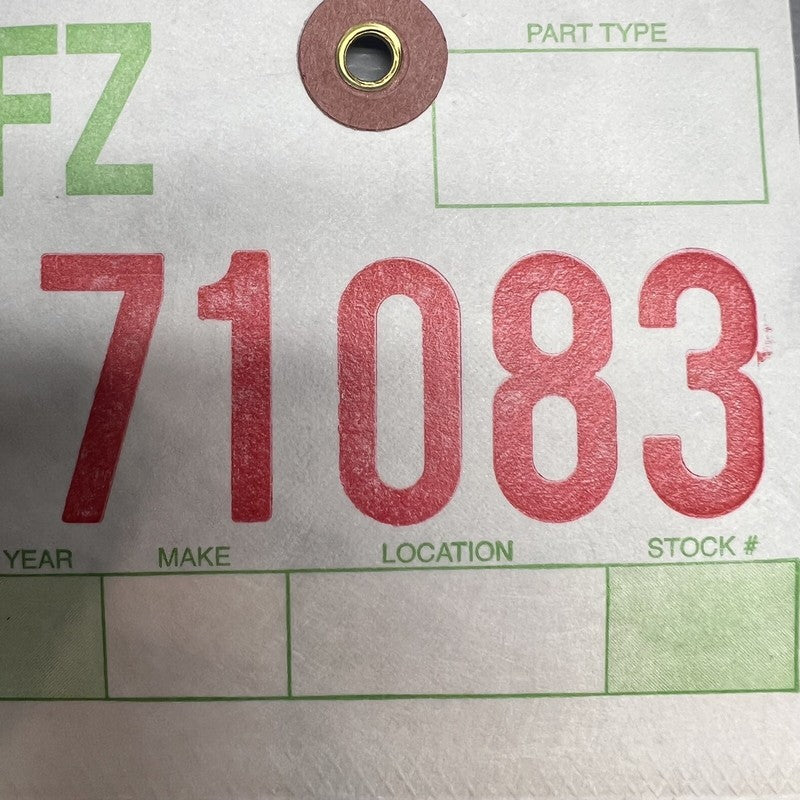 FZ
PART TYPE
71083
YEAR MAKE LOCATION STOCK #